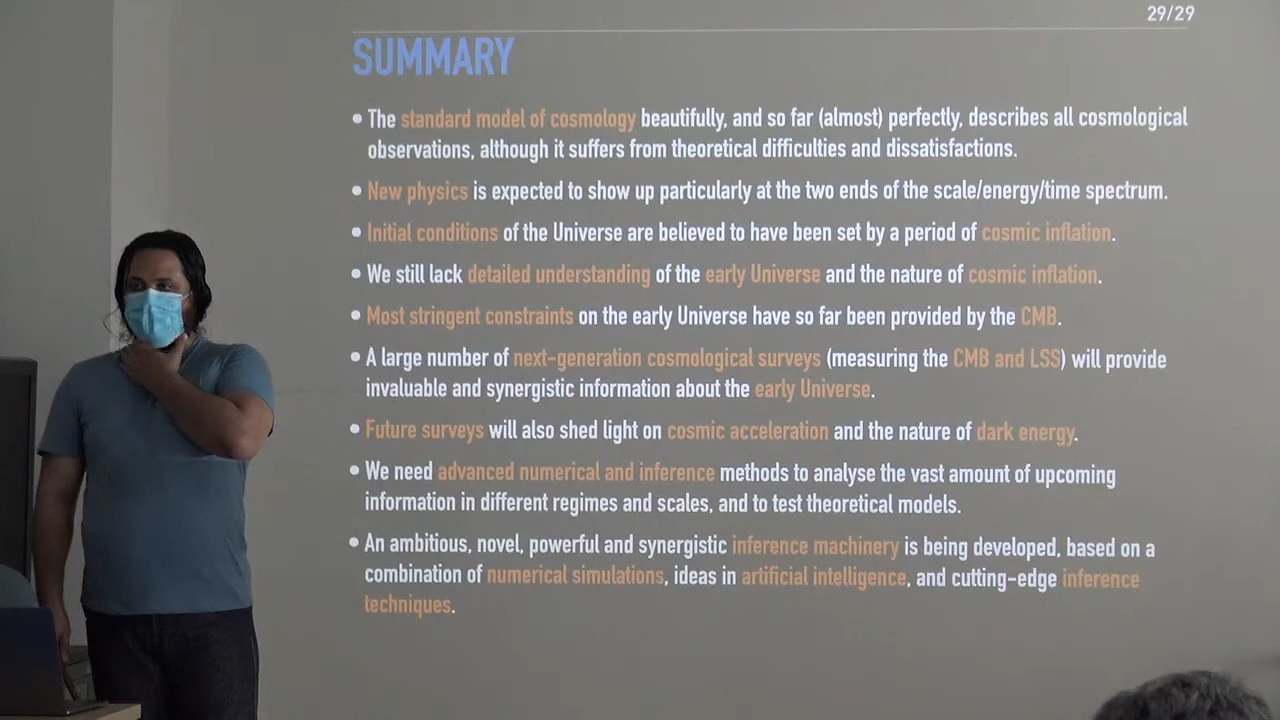 29/29
SUMMARY
• The standard model of cosmology beautifully, and so far (almost) perfectly, describes all cosmological
observations, although it suffers from theoretical difficulties and dissatisfactions.
• New physics is expected to show up particularly at the two ends of the scale/energy/time spectrum.
• Initial conditions of the Universe are believed to have been set by a period of cosmic inflation.
• We still lack detailed understanding of the early Universe and the nature of cosmic inflation.
• Most stringent constraints on the early Universe have so far been provided by the CMB.
• A large number of next-generation cosmological surveys (measuring the CMB and LSS) will provide
invaluable and synergistic information about the early Universe.
• Future surveys will also shed light on cosmic acceleration and the nature of dark energy.
• We need advanced numerical and inference methods to analyse the vast amount of upcoming
information in different regimes and scales, and to test theoretical models.
• An ambitious, novel, powerful and synergistic inference machinery is being developed, based on a
combination of numerical simulations, ideas in artificial intelligence, and cutting-edge inference
techniques.